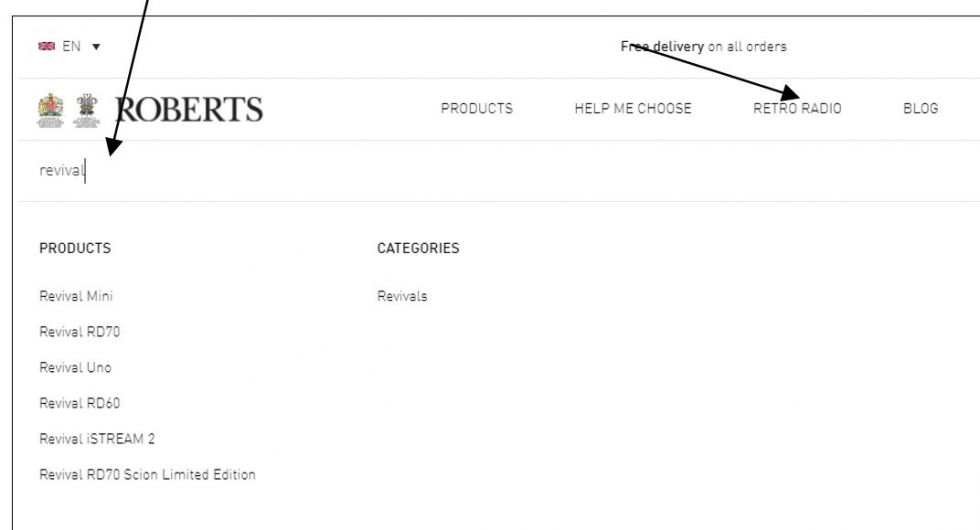 EN ▼
Free delivery on all orders
ROBERTS
PRODUCTS HELP ME CHOOSE RETRO RADIO BLOG
revival
PRODUCTS CATEGORIES
Revival Mini Revivals
Revival RD70
Revival Uno
Revival RD60
Revival iSTREAM 2
Revival RD70 Scion Limited Edition